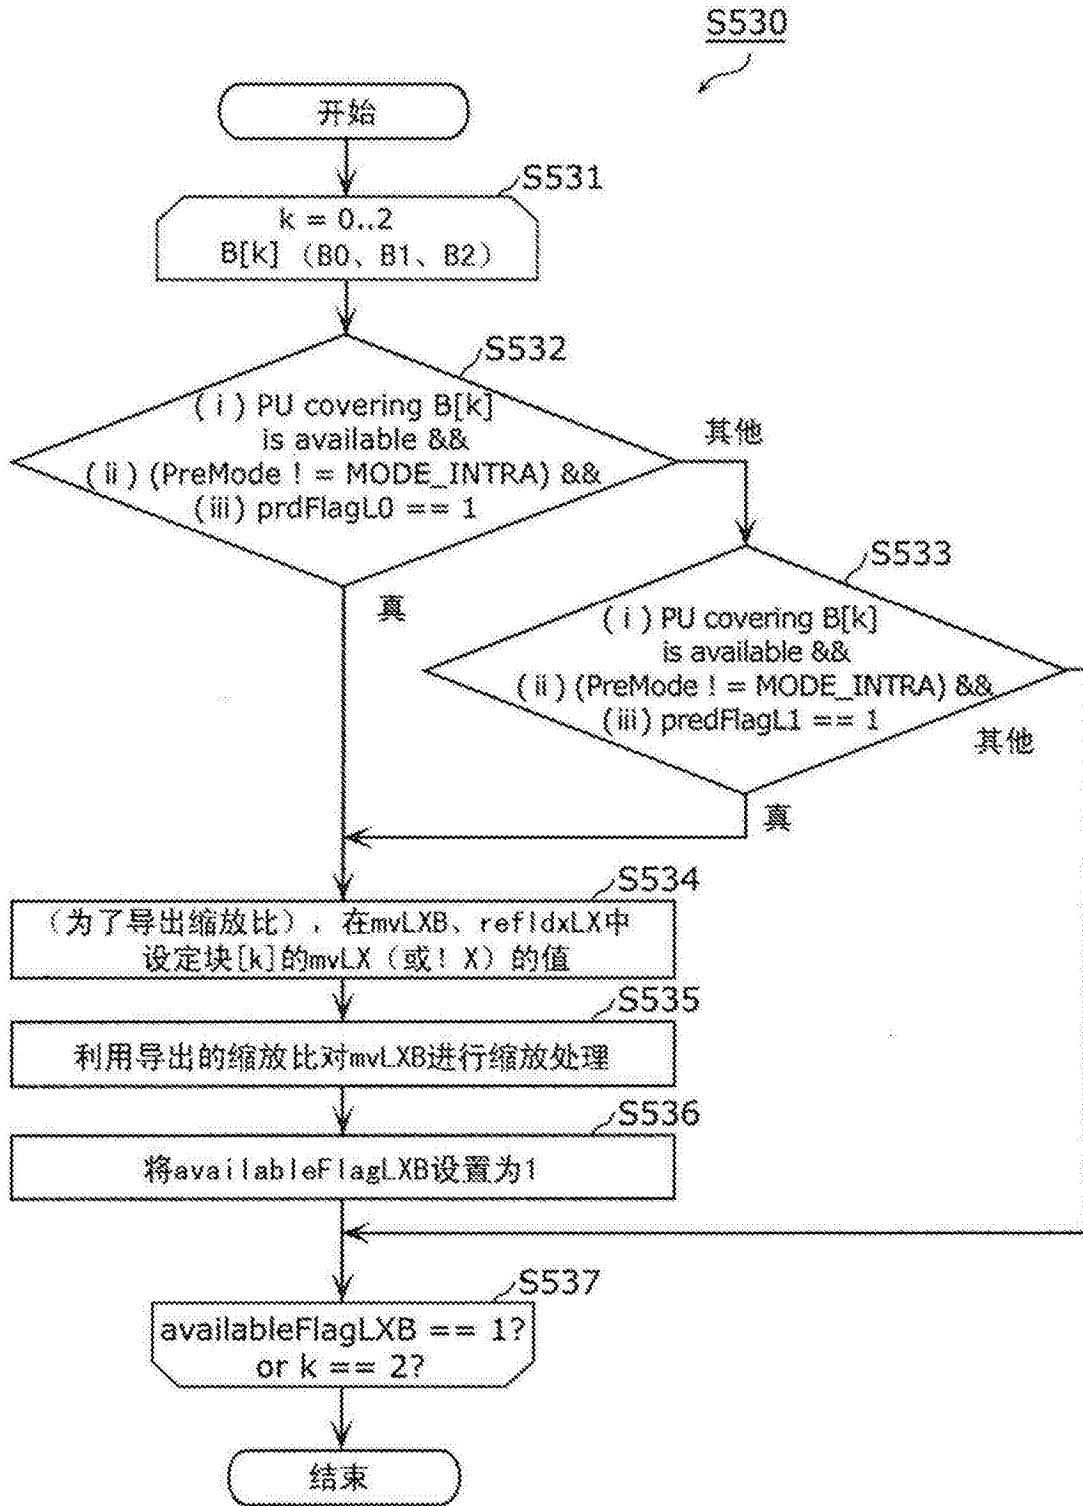 S530
开始
S531
k = 0..2
B[k] (B0、B1、B2)
S532
( i ) PU covering B[k]
is available &&
( ii ) (PreMode ! = MODE_INTRA) &&
(iii) prdFlagL0 == 1
其他
真
S533
( i ) PU covering B[k]
is available &&
( ii ) (PreMode ! = MODE_INTRA) &&
(iii) predFlagL1 == 1
其他
真
S534
(为了导出缩放比), 在mvLXB、refIdxLX中
设定块[k]的mvLX (或! X) 的值
S535
利用导出的缩放比对mvLXB进行缩放处理
S536
将availableFlagLXB设置为1
S537
availableFlagLXB == 1?
or k == 2?
结束